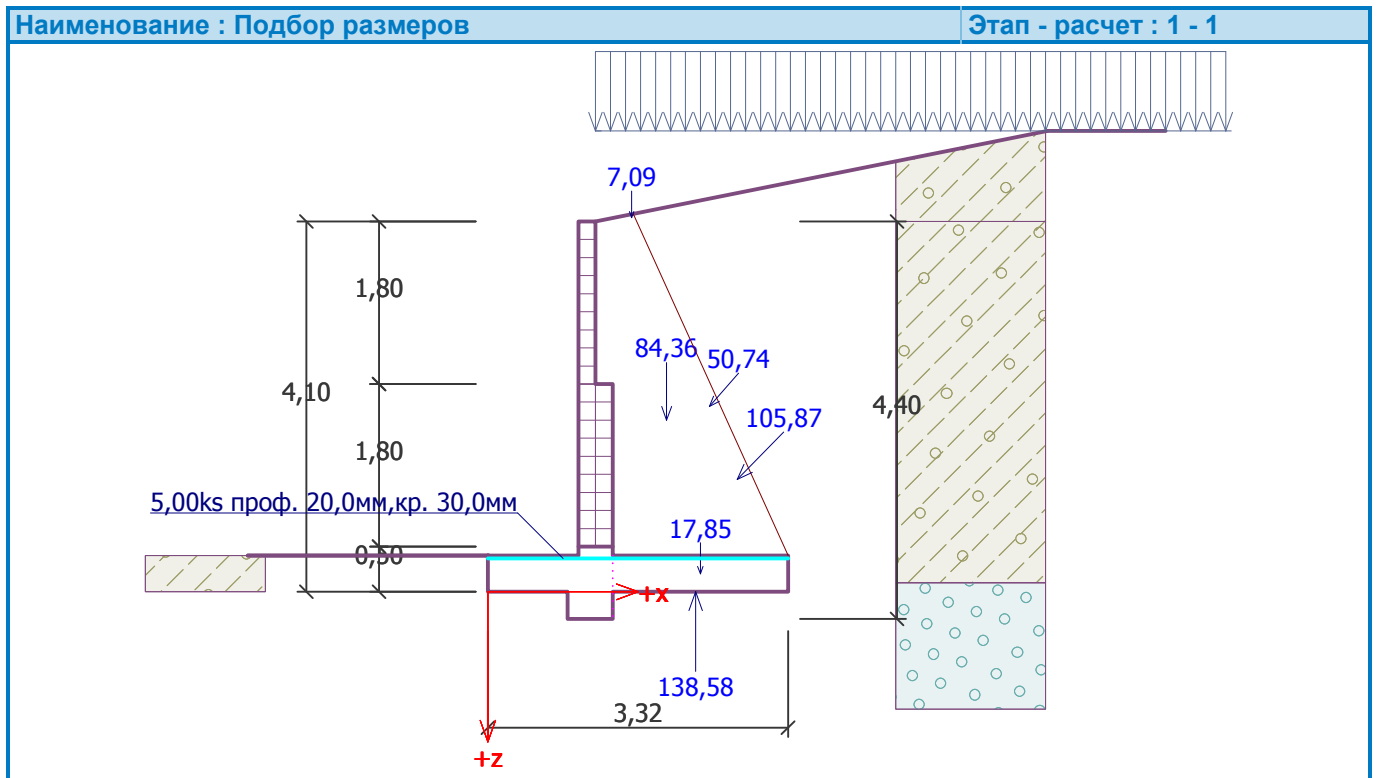 Наименование : Подбор размеров
Этап - расчет : 1 - 1
7,09
1,80
84,36
50,74
4,10
105,87
4,40
1,80
5,00ks проф. 20,0мм,кр. 30,0мм
17,85
0,50
+x
138,58
3,32
+z